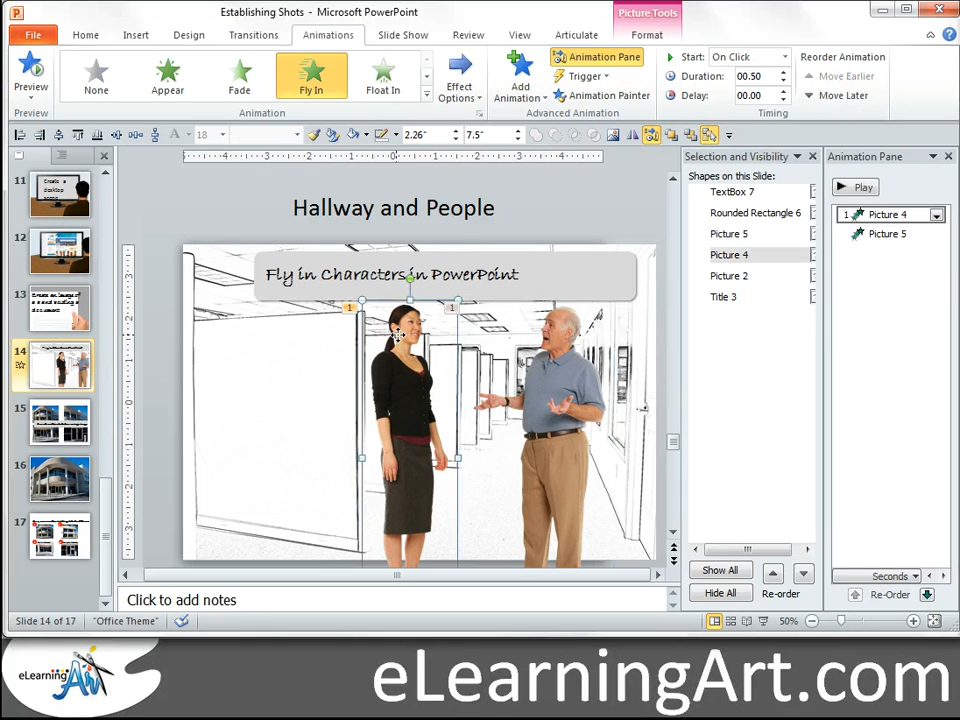 Establishing Shots - Microsoft PowerPoint
Picture Tools
File Home Insert Design Transitions Animations Slide Show Review View Articulate Format
Preview
Preview
None
Appear
Fade
Fly In
Float In
Animation
Effect Options
Add Animation
Animation Pane
Trigger
Animation Painter
Advanced Animation
Start: On Click
Duration: 00.50
Delay: 00.00
Timing
Reorder Animation
Move Earlier
Move Later
18
2.26"
7.5"
11
12
13
14
15
16
17
Hallway and People
Fly in Characters in PowerPoint
1
1
Click to add notes
Selection and Visibility
Shapes on this Slide:
TextBox 7
Rounded Rectangle 6
Picture 5
Picture 4
Picture 2
Title 3
Show All
Hide All
Re-order
Animation Pane
Play
1 Picture 4
Picture 5
Seconds
Re-Order
Slide 14 of 17
"Office Theme"
50%
eLearning
Art
eLearningArt.com